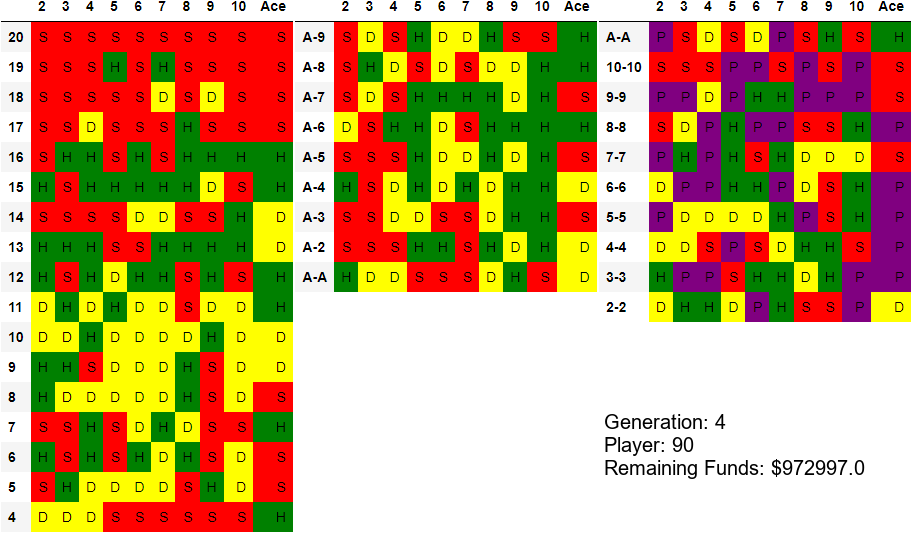 2 3 4 5 6 7 8 9 10 Ace
20 S S S S S S S S S S
19 S S S H S H S S S S
18 S S S S S D S D S S
17 S S D S S S H S S S
16 S H H S H S H H H H
15 H S H H H H H D S H
14 S S S S D D S S H D
13 H H H S S H H H H D
12 H S H D H H S H S H
11 D H D H D D S D D H
10 D D H D D D D H D D
9 H H S D D D H S D D
8 H D D D D D H S D S
7 S S H S D H D S S H
6 H S H S H D H S D S
5 S H D D D D S H D S
4 D D D S S S S S S H
2 3 4 5 6 7 8 9 10 Ace
A-9 S D S H D D H S S H
A-8 S H D S D S D D H H
A-7 S D S H H H H D H S
A-6 D S H H D S H H H H
A-5 S S S H D D H D H S
A-4 H S D H D H D H H D
A-3 S S D D S S D H H S
A-2 S S S H H S H D H D
A-A H D D S S S D H S D
2 3 4 5 6 7 8 9 10 Ace
A-A P S D S D P S H S H
10-10 S S S P P S P S P S
9-9 P P D P H H P P P S
8-8 S D P H P P S S H P
7-7 P H P H S H D D D S
6-6 D P P H H P D S H P
5-5 P D D D D H P S H P
4-4 D D S P S D H H S P
3-3 H P P S H H D H P P
2-2 D H H D P H S S P D
Generation: 4
Player: 90
Remaining Funds: $972997.0